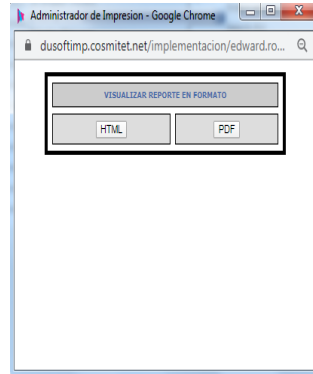 Administrador de Impresion - Google Chrome
dusoftimp.cosmitet.net/implementacion/edward.ro...
VISUALIZAR REPORTE EN FORMATO
HTML PDF